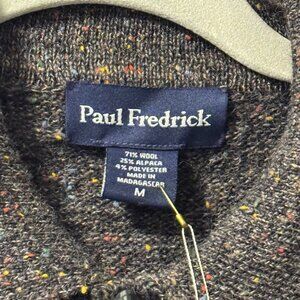 Paul Fredrick
71% WOOL
25% ALPACA
4% POLYESTER
MADE IN
MADAGASCAR
M